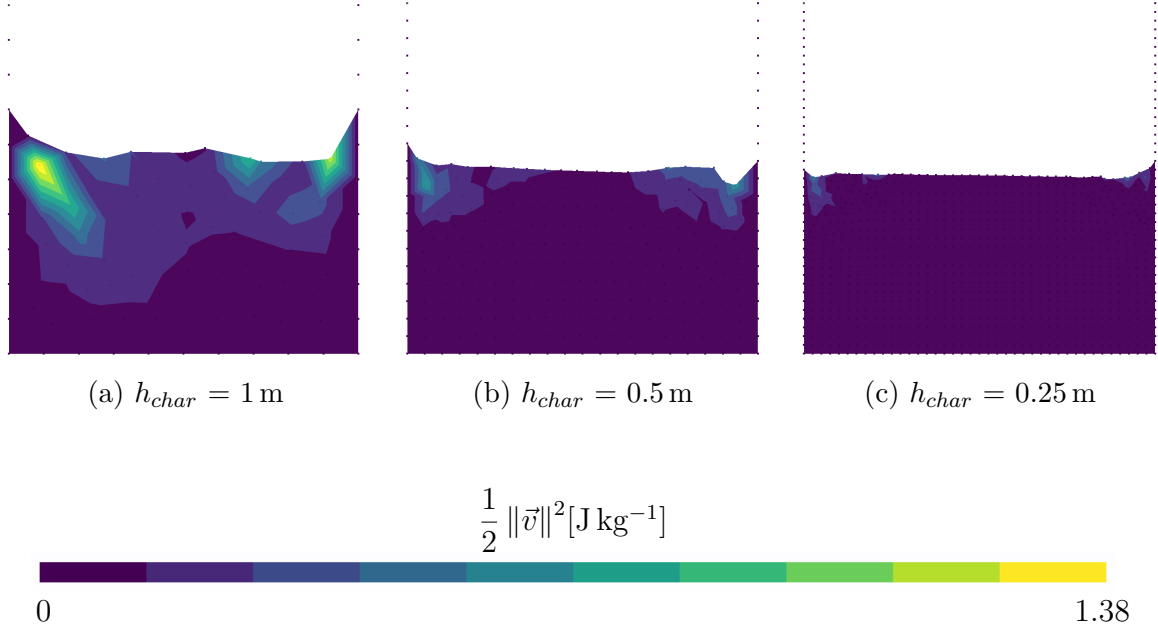 (a) h_char = 1 m (b) h_char = 0.5 m (c) h_char = 0.25 m
1/2 ‖v⃗‖²[J kg⁻¹]
0 1.38